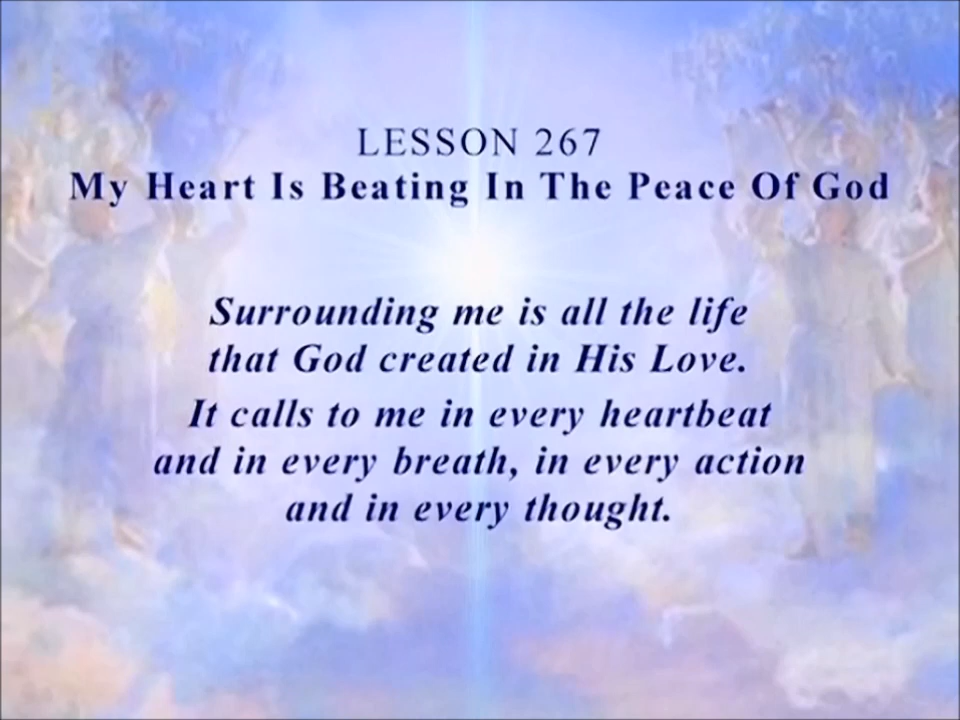 LESSON 267
My Heart Is Beating In The Peace Of God
Surrounding me is all the life
that God created in His Love.
It calls to me in every heartbeat
and in every breath, in every action
and in every thought.